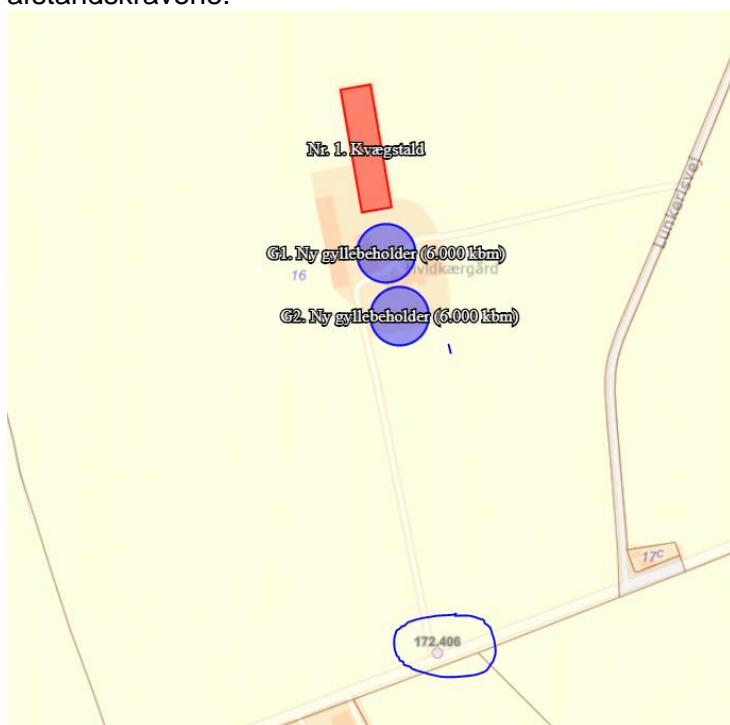 afstandskravene.
Nr. 1. Kvægstald
Lunkerisvej
G1. Ny gyllebeholder (6.000 kbm)
16
Hvidkærgård
G2. Ny gyllebeholder (6.000 kbm)
17c
172.406